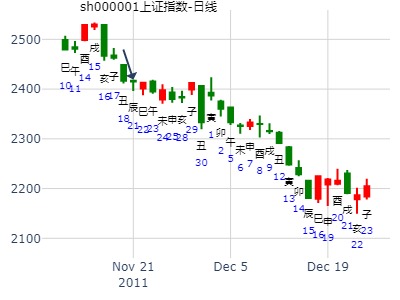 sh000001上证指数-日线
2500
2400
2300
2200
2100
巳
10
午
11
酉
14
戌
15
亥
16
子
17
丑
18
辰
21
巳
22
午
23
未
24
申
25
亥
28
子
29
丑
30
寅
1
卯
2
午
5
未
6
申
7
酉
8
戌
9
丑
12
寅
13
卯
14
辰
15
巳
16
申
19
酉
20
戌
21
亥
22
子
23
Nov 21
2011
Dec 5
Dec 19